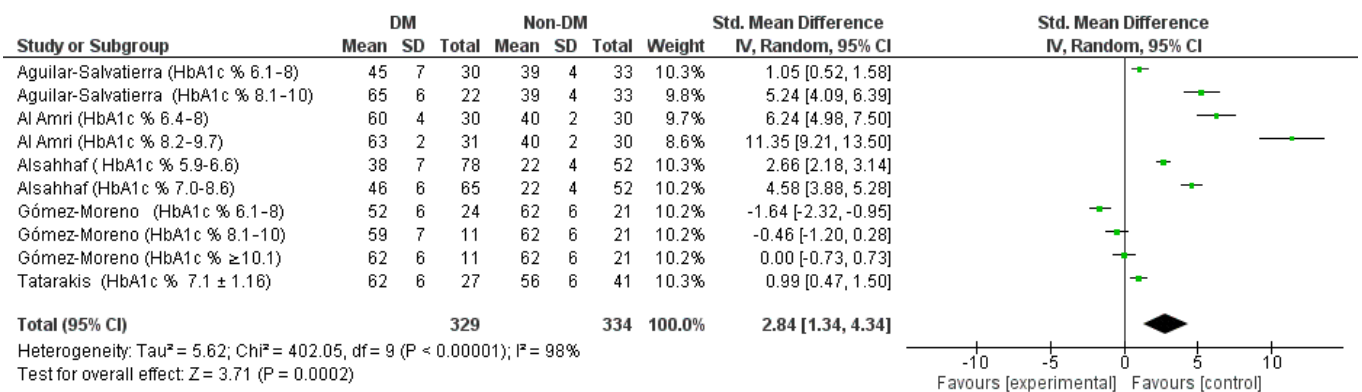 DM Non-DM Std. Mean Difference Std. Mean Difference
Study or Subgroup Mean SD Total Mean SD Total Weight IV, Random, 95% CI IV, Random, 95% CI
Aguilar-Salvatierra (HbA1c % 6.1-8) 45 7 30 39 4 33 10.3% 1.05 [0.52, 1.58]
Aguilar-Salvatierra (HbA1c % 8.1-10) 65 6 22 39 4 33 9.8% 5.24 [4.09, 6.39]
Al Amri (HbA1c % 6.4-8) 60 4 30 40 2 30 9.7% 6.24 [4.98, 7.50]
Al Amri (HbA1c % 8.2-9.7) 63 2 31 40 2 30 8.6% 11.35 [9.21, 13.50]
Alsahhaf ( HbA1c % 5.9-6.6) 38 7 78 22 4 52 10.3% 2.66 [2.18, 3.14]
Alsahhaf (HbA1c % 7.0-8.6) 46 6 65 22 4 52 10.2% 4.58 [3.88, 5.28]
Gómez-Moreno (HbA1c % 6.1-8) 52 6 24 62 6 21 10.2% -1.64 [-2.32, -0.95]
Gómez-Moreno (HbA1c % 8.1-10) 59 7 11 62 6 21 10.2% -0.46 [-1.20, 0.28]
Gómez-Moreno (HbA1c % ≥10.1) 62 6 11 62 6 21 10.2% 0.00 [-0.73, 0.73]
Tatarakis (HbA1c % 7.1 ± 1.16) 62 6 27 56 6 41 10.3% 0.99 [0.47, 1.50]
Total (95% CI) 329 334 100.0% 2.84 [1.34, 4.34]
Heterogeneity: Tau² = 5.62; Chi² = 402.05, df = 9 (P < 0.00001); I² = 98%
Test for overall effect: Z = 3.71 (P = 0.0002)
-10 -5 0 5 10
Favours [experimental] Favours [control]